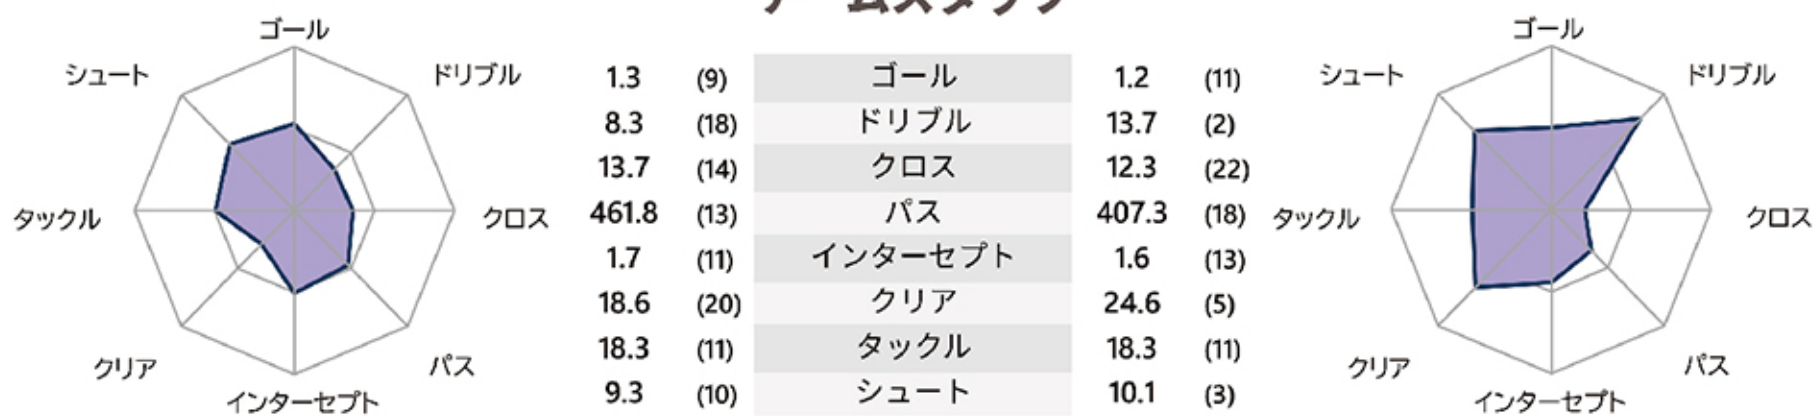 ゴール
シュート
ドリブル
タックル
クロス
クリア
パス
インターセプト
1.3 (9) ゴール 1.2 (11)
8.3 (18) ドリブル 13.7 (2)
13.7 (14) クロス 12.3 (22)
461.8 (13) パス 407.3 (18)
1.7 (11) インターセプト 1.6 (13)
18.6 (20) クリア 24.6 (5)
18.3 (11) タックル 18.3 (11)
9.3 (10) シュート 10.1 (3)
ゴール
シュート
ドリブル
タックル
クロス
クリア
パス
インターセプト